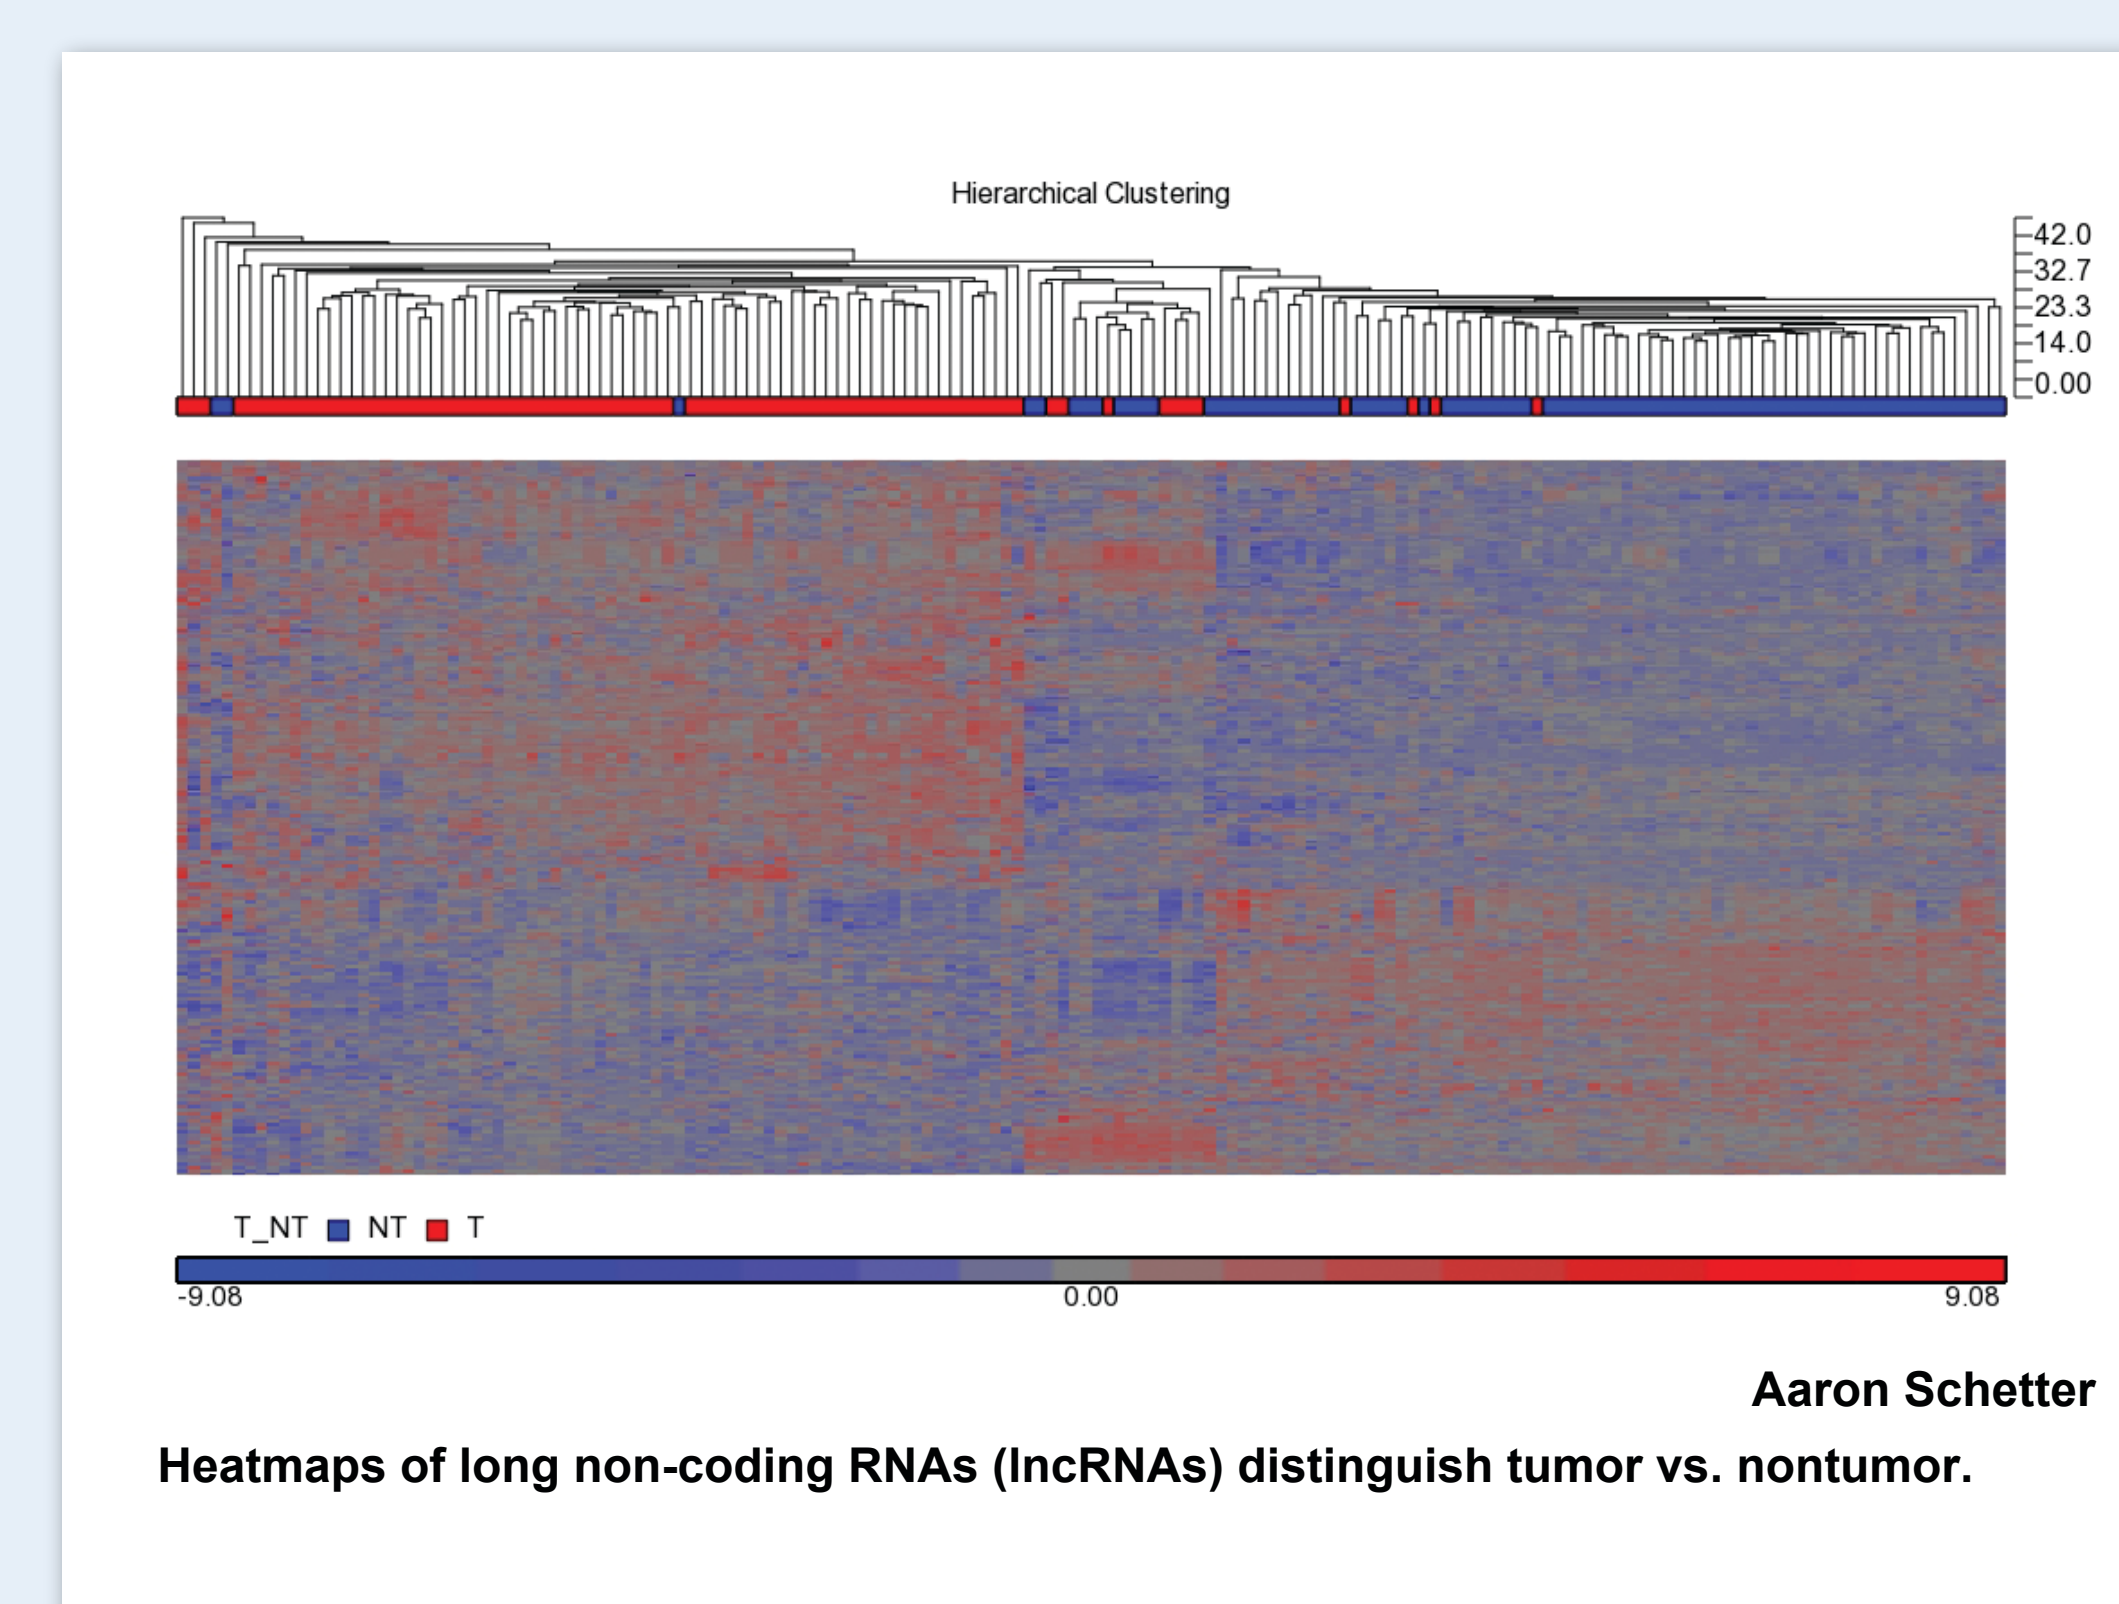 Hierarchical Clustering
42.0
32.7
23.3
14.0
0.00
T_NT NT T
-9.08 0.00 9.08
Aaron Schetter
Heatmaps of long non-coding RNAs (lncRNAs) distinguish tumor vs. nontumor.